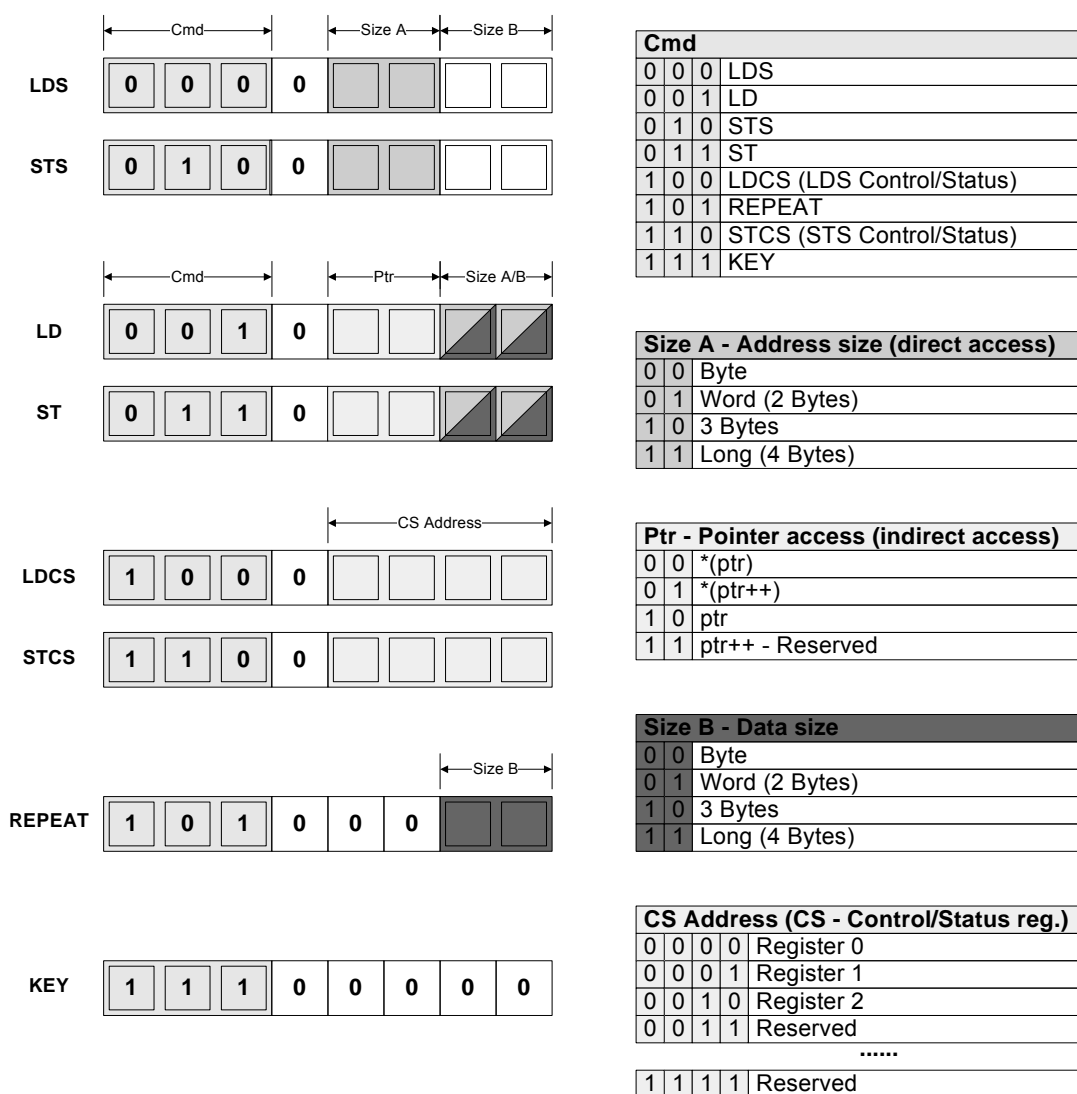 Cmd Size A Size B
LDS 0 0 0 0
STS 0 1 0 0
Cmd Ptr Size A/B
LD 0 0 1 0
ST 0 1 1 0
CS Address
LDCS 1 0 0 0
STCS 1 1 0 0
Size B
REPEAT 1 0 1 0 0 0
KEY 1 1 1 0 0 0 0 0
Cmd
0 0 0 LDS
0 0 1 LD
0 1 0 STS
0 1 1 ST
1 0 0 LDCS (LDS Control/Status)
1 0 1 REPEAT
1 1 0 STCS (STS Control/Status)
1 1 1 KEY
Size A - Address size (direct access)
0 0 Byte
0 1 Word (2 Bytes)
1 0 3 Bytes
1 1 Long (4 Bytes)
Ptr - Pointer access (indirect access)
0 0 *(ptr)
0 1 *(ptr++)
1 0 ptr
1 1 ptr++ - Reserved
Size B - Data size
0 0 Byte
0 1 Word (2 Bytes)
1 0 3 Bytes
1 1 Long (4 Bytes)
CS Address (CS - Control/Status reg.)
0 0 0 0 Register 0
0 0 0 1 Register 1
0 0 1 0 Register 2
0 0 1 1 Reserved
......
1 1 1 1 Reserved